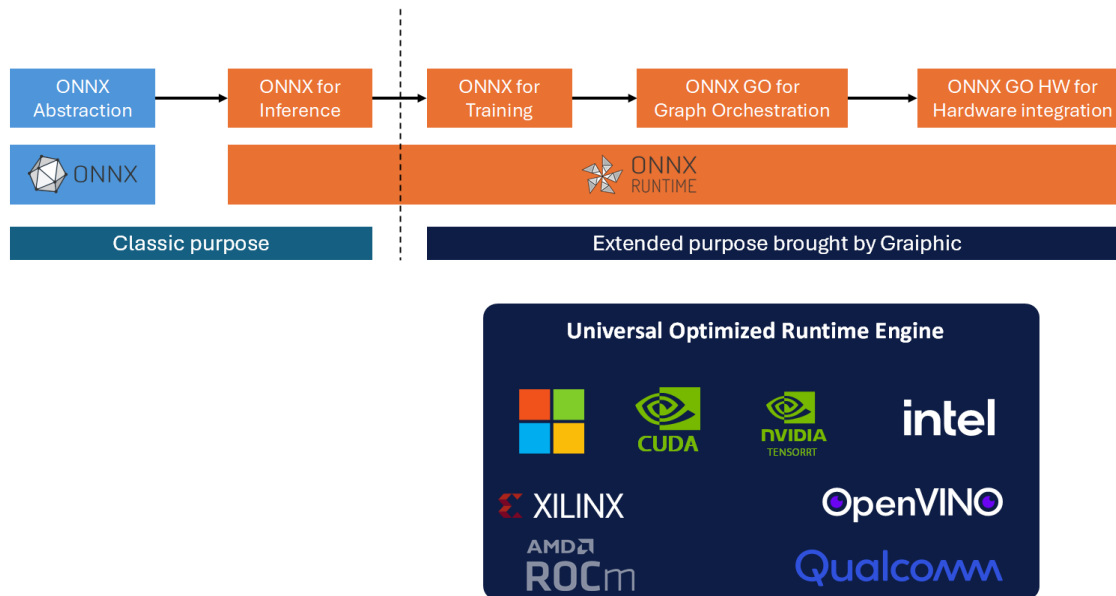 ONNX
Abstraction
ONNX for
Inference
ONNX for
Training
ONNX GO for
Graph Orchestration
ONNX GO HW for
Hardware integration
ONNX
ONNX
RUNTIME
Classic purpose
Extended purpose brought by Graiphic
Universal Optimized Runtime Engine
CUDA
nVIDIA
TENSORRT
intel
XILINX
OpenVINO
AMD
ROCm
Qualcomm